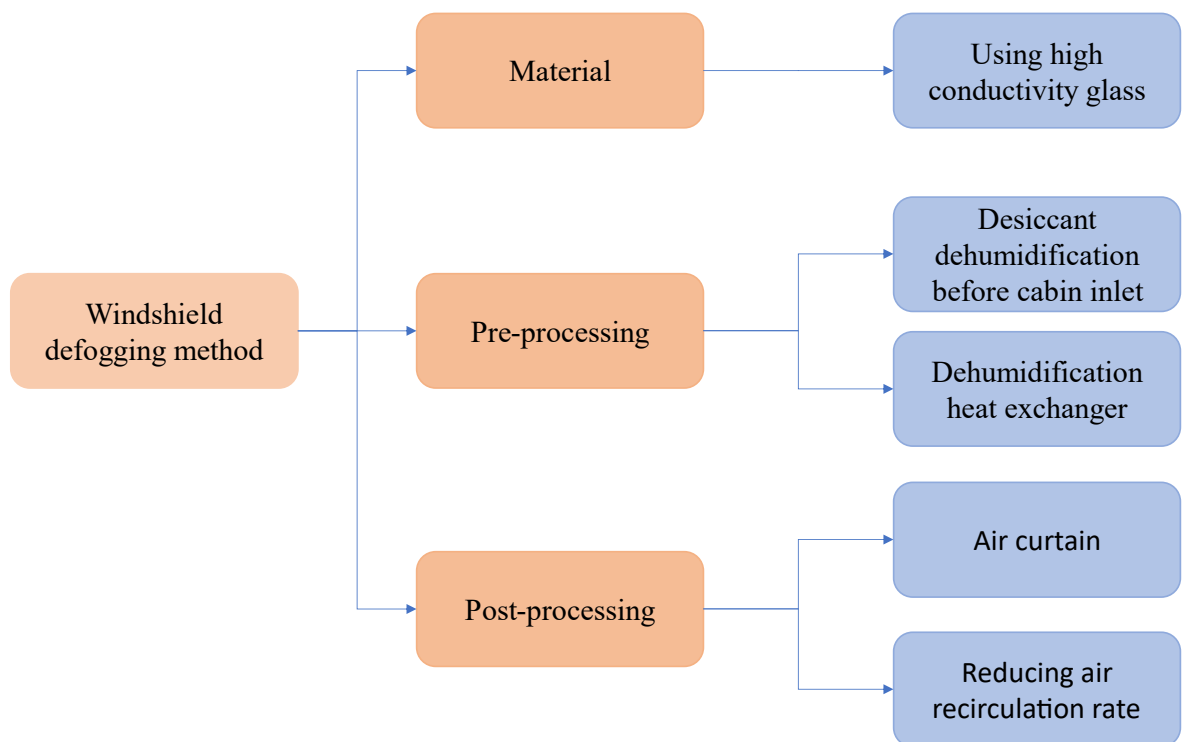 Material
Using high
conductivity glass
Windshield
defogging method
Pre-processing
Desiccant
dehumidification
before cabin inlet
Dehumidification
heat exchanger
Post-processing
Air curtain
Reducing air
recirculation rate